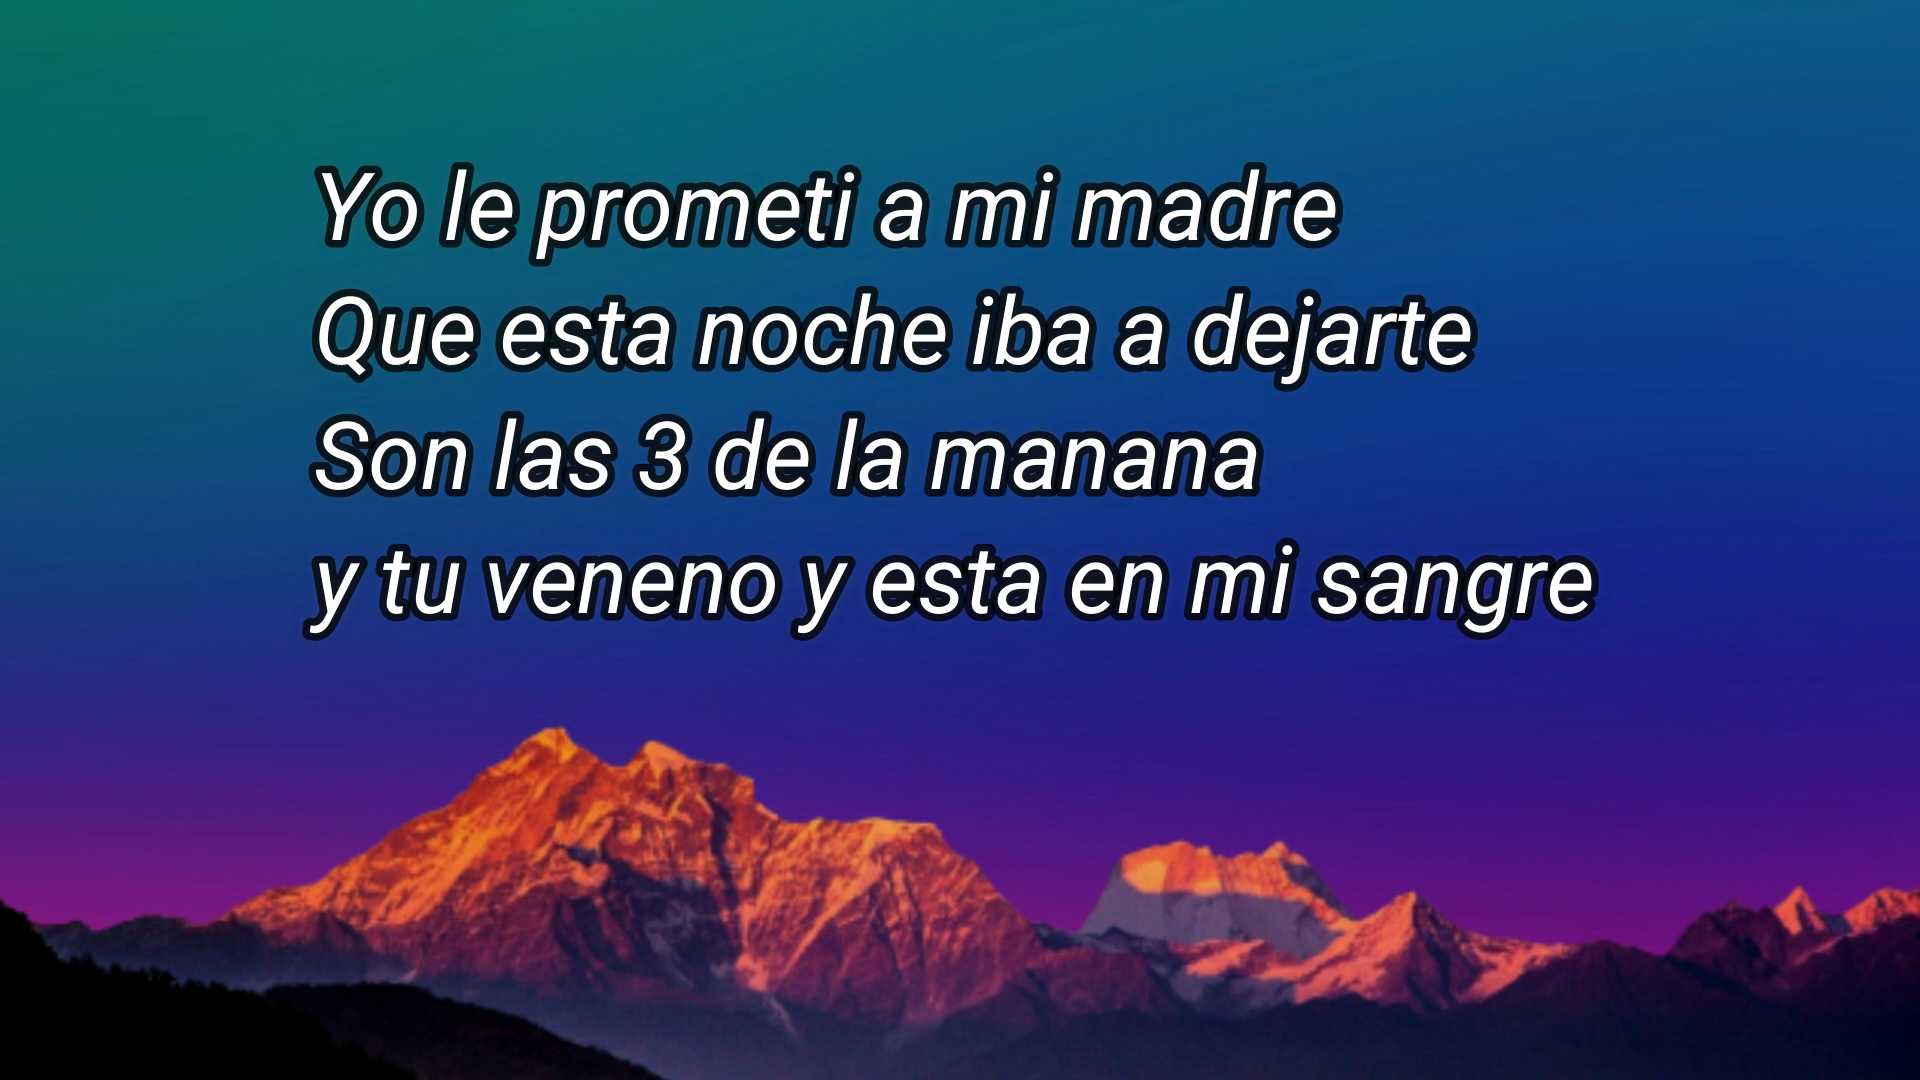 Yo le prometi a mi madre
Que esta noche iba a dejarte
Son las 3 de la manana
y tu veneno y esta en mi sangre